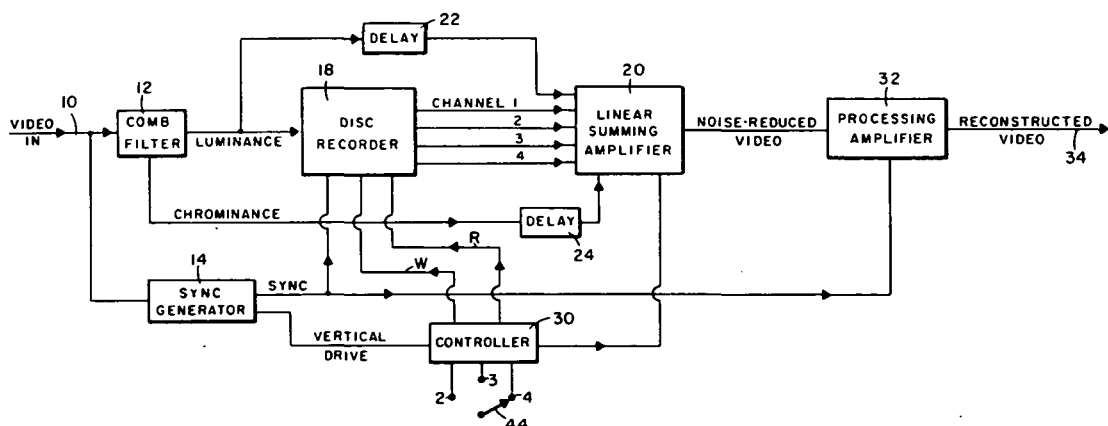 22
DELAY
10
VIDEO
IN
12
COMB
FILTER
LUMINANCE
18
DISC
RECORDER
CHANNEL 1
2
3
4
20
LINEAR
SUMMING
AMPLIFIER
NOISE-REDUCED
VIDEO
32
PROCESSING
AMPLIFIER
RECONSTRUCTED
VIDEO
34
CHROMINANCE
DELAY
24
R
W
14
SYNC
GENERATOR
SYNC
VERTICAL
DRIVE
30
CONTROLLER
2
3
4
44